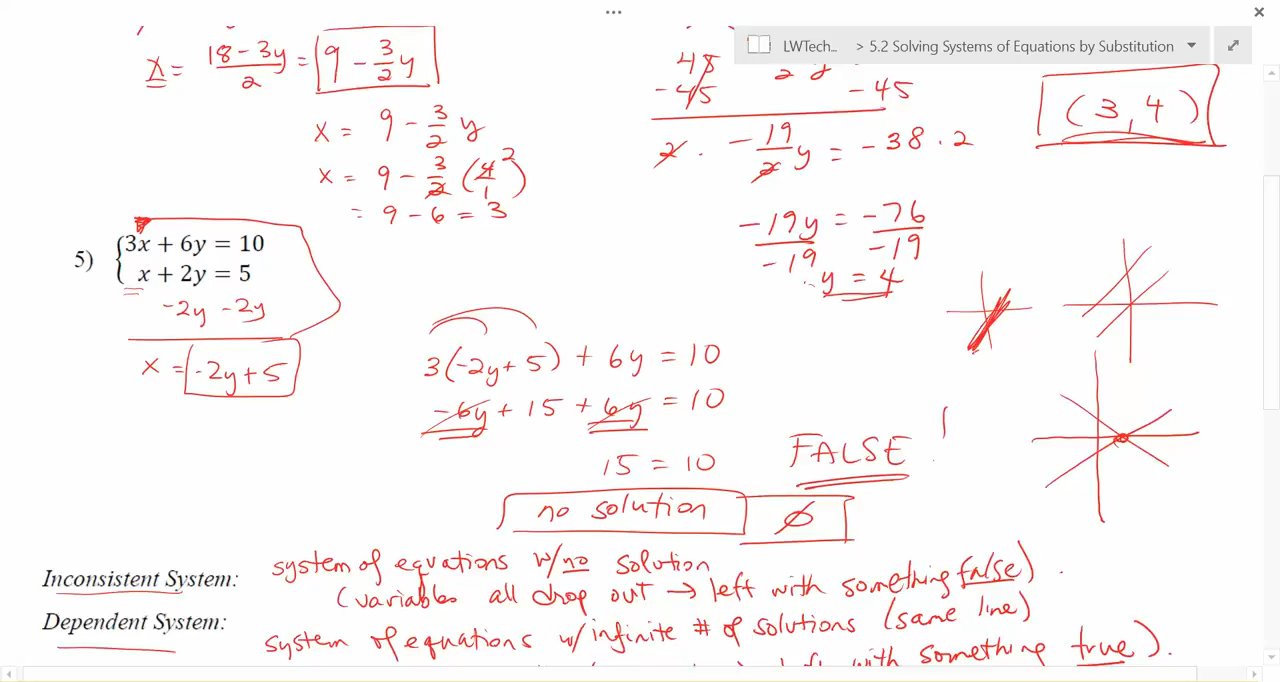 LWTech... > 5.2 Solving Systems of Equations by Substitution
x = (18 - 3y)/2 = 9 - 3/2 y
x = 9 - 3/2 y
x = 9 - 3/2 (4/1) 2
= 9 - 6 = 3
48
-45 -45
2 · -19/2 y = -38 · 2
-19y = -76
-19 -19
y = 4
(3, 4)
5) { 3x + 6y = 10
x + 2y = 5
-2y -2y
x = -2y + 5
3(-2y + 5) + 6y = 10
-6y + 15 + 6y = 10
15 = 10 FALSE!
no solution ∅
Inconsistent System: system of equations w/ no solution
(variables all drop out → left with something false).
Dependent System: system of equations w/ infinite # of solutions (same line)
left with something true).